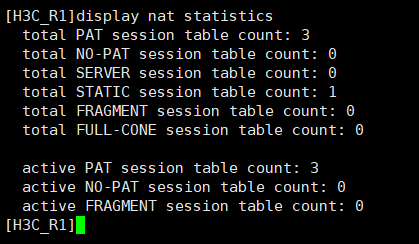 [H3C_R1]display nat statistics
  total PAT session table count: 3
  total NO-PAT session table count: 0
  total SERVER session table count: 0
  total STATIC session table count: 1
  total FRAGMENT session table count: 0
  total FULL-CONE session table count: 0

  active PAT session table count: 3
  active NO-PAT session table count: 0
  active FRAGMENT session table count: 0
[H3C_R1]